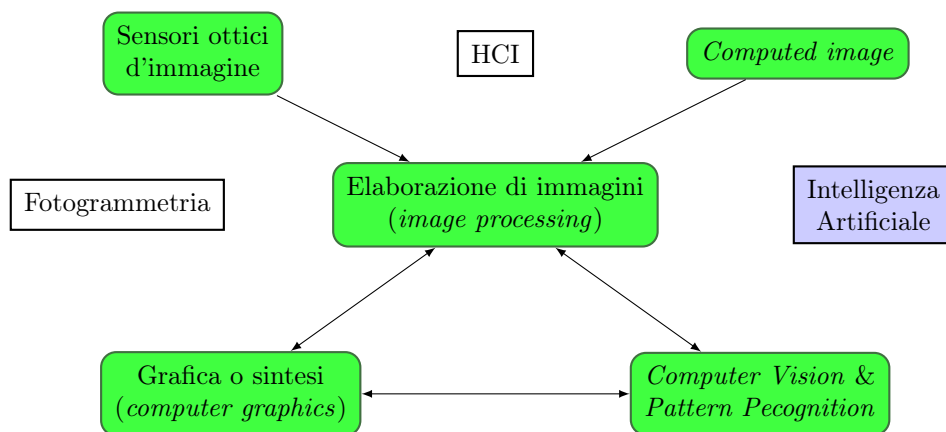 Sensori ottici
d'immagine
HCI
Computed image
Fotogrammetria
Elaborazione di immagini
(image processing)
Intelligenza
Artificiale
Grafica o sintesi
(computer graphics)
Computer Vision &
Pattern Pecognition